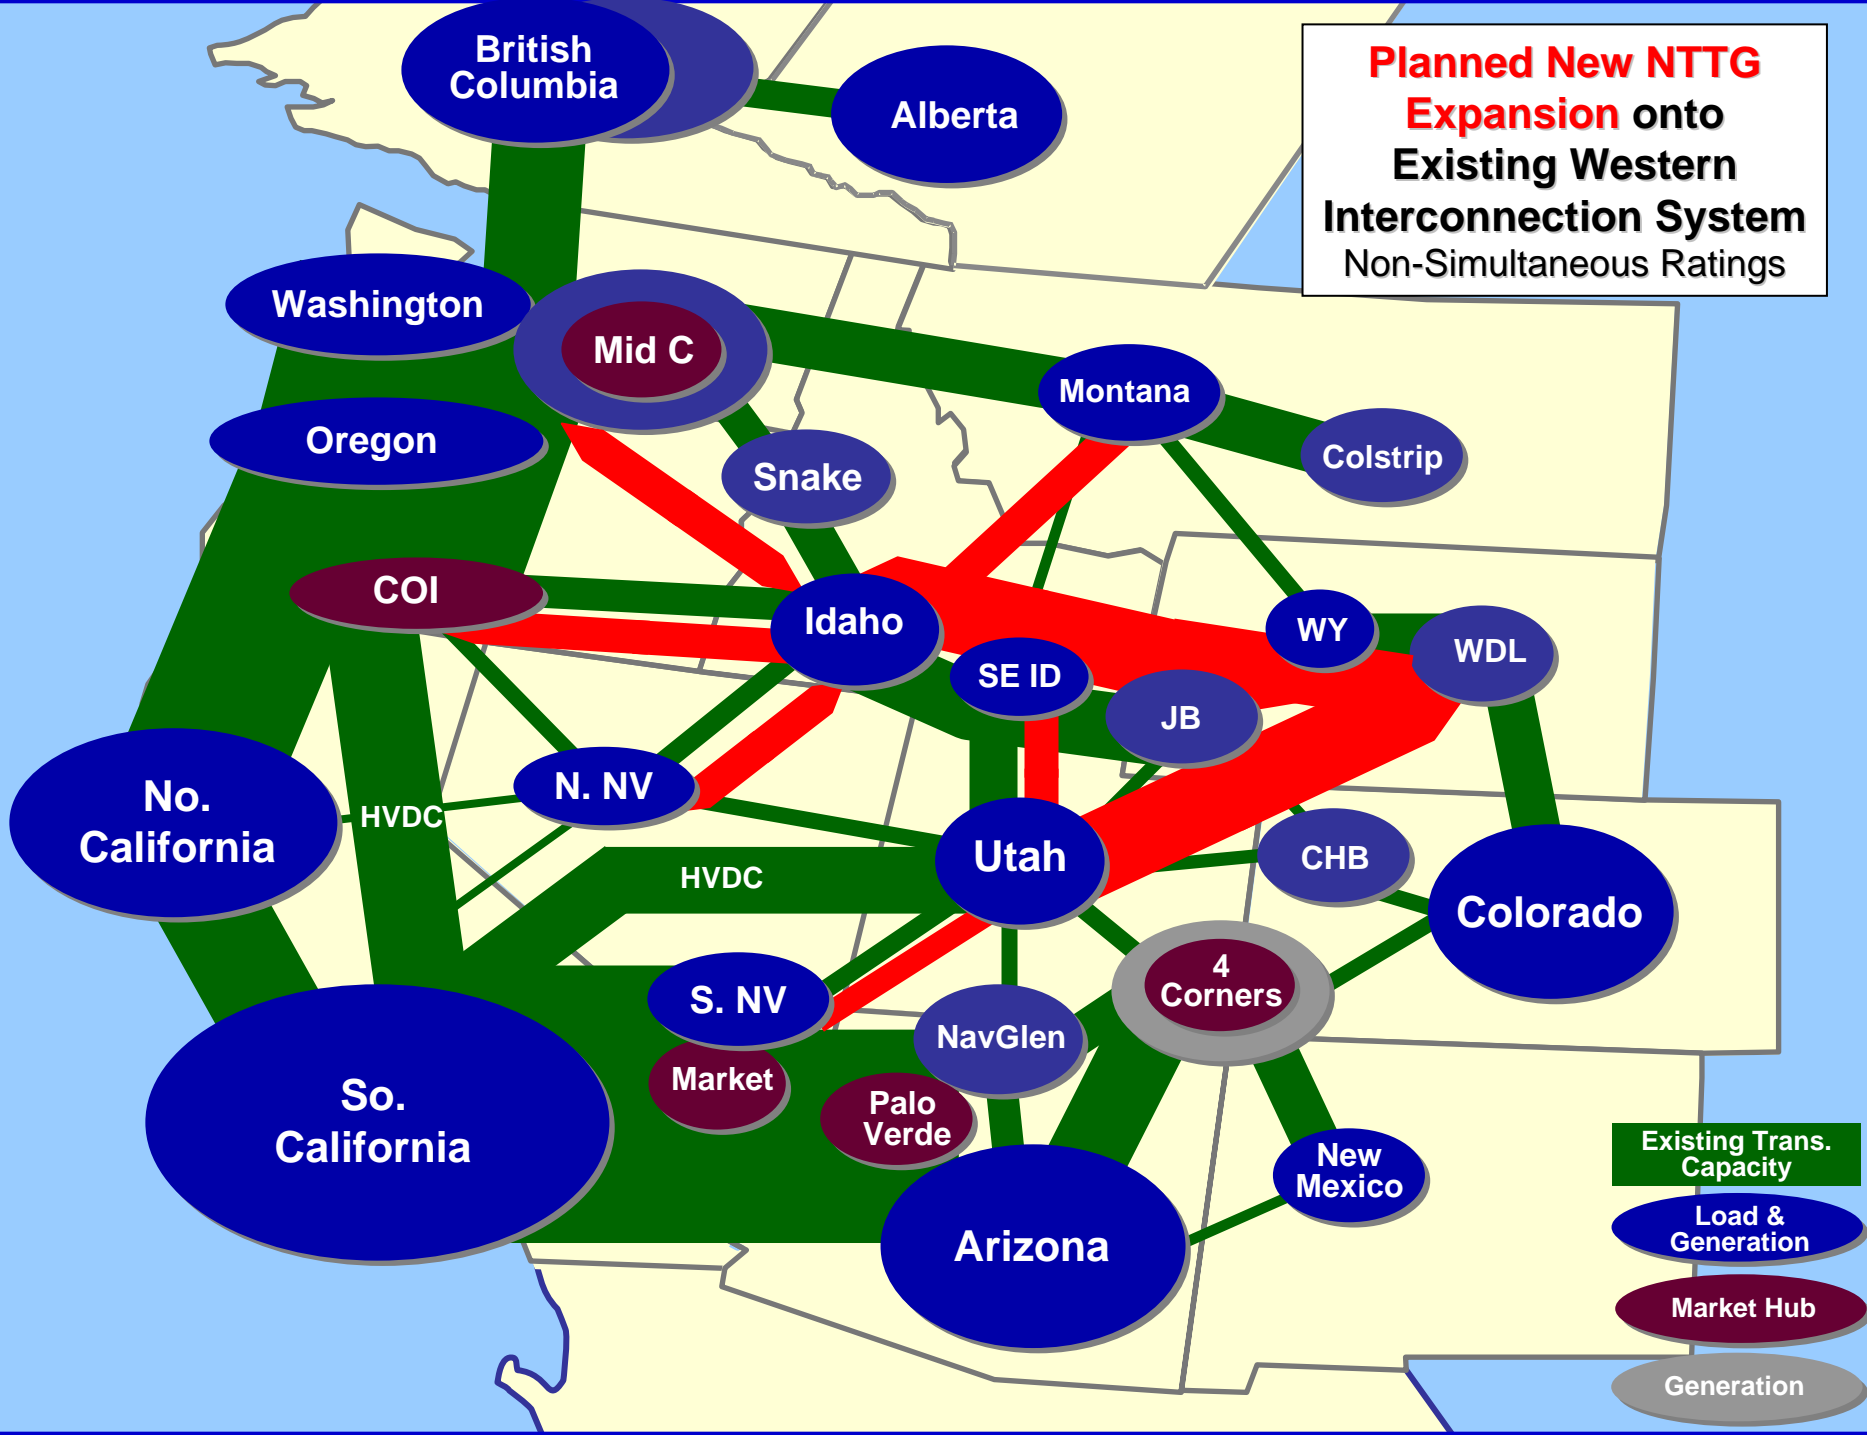 British
Columbia
Alberta
Planned New NTTG
Expansion onto
Existing Western
Interconnection System
Non-Simultaneous Ratings
Washington
Mid C
Montana
Oregon
Snake
Colstrip
COI
Idaho
WY
WDL
SE ID
JB
N. NV
No.
California
HVDC
Utah
CHB
HVDC
Colorado
4
Corners
S. NV
NavGlen
Market
Palo
Verde
So.
California
New
Mexico
Arizona
Existing Trans.
Capacity
Load &
Generation
Market Hub
Generation